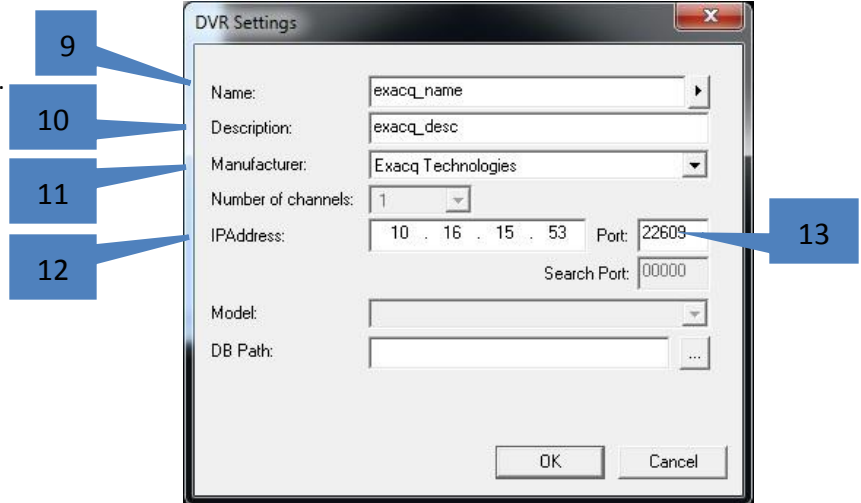 DVR Settings
9
.
Name: exacq_name
10
Description: exacq_desc
11
Manufacturer: Exacq Technologies
Number of channels: 1
12
IPAddress: 10 . 16 . 15 . 53 Port: 22609
13
Search Port: 00000
Model:
DB Path: ...
OK Cancel